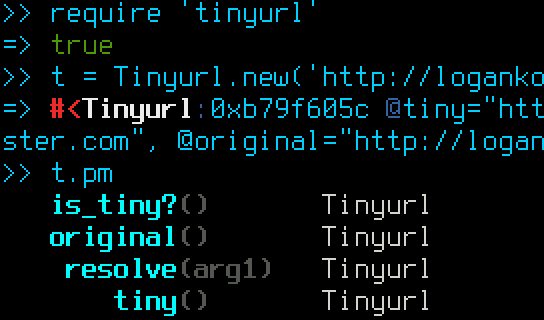 >> require 'tinyurl'
=> true
>> t = Tinyurl.new('http://loganko
=> #<Tinyurl:0xb79f605c @tiny="htt
ster.com", @original="http://logan
>> t.pm
is_tiny?() Tinyurl
original() Tinyurl
resolve(arg1) Tinyurl
tiny() Tinyurl